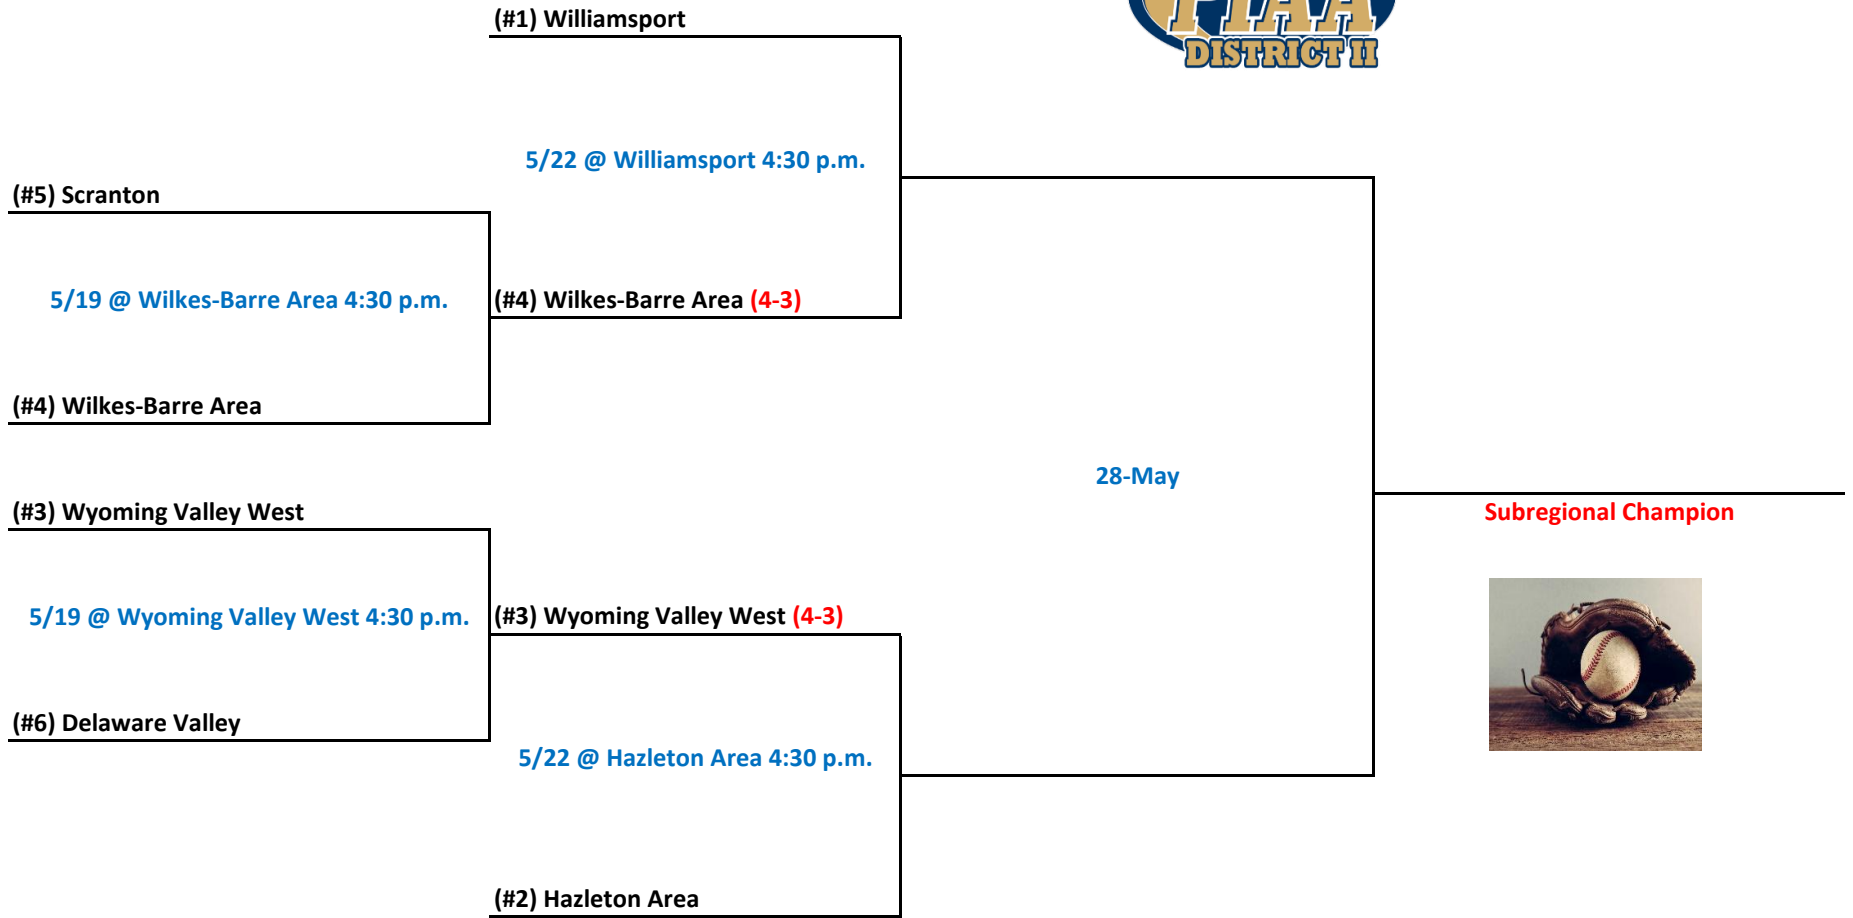 (#1) Williamsport
PIAA
DISTRICT II
5/22 @ Williamsport 4:30 p.m.
(#5) Scranton
5/19 @ Wilkes-Barre Area 4:30 p.m.
(#4) Wilkes-Barre Area (4-3)
(#4) Wilkes-Barre Area
28-May
(#3) Wyoming Valley West
Subregional Champion
5/19 @ Wyoming Valley West 4:30 p.m.
(#3) Wyoming Valley West (4-3)
(#6) Delaware Valley
5/22 @ Hazleton Area 4:30 p.m.
(#2) Hazleton Area